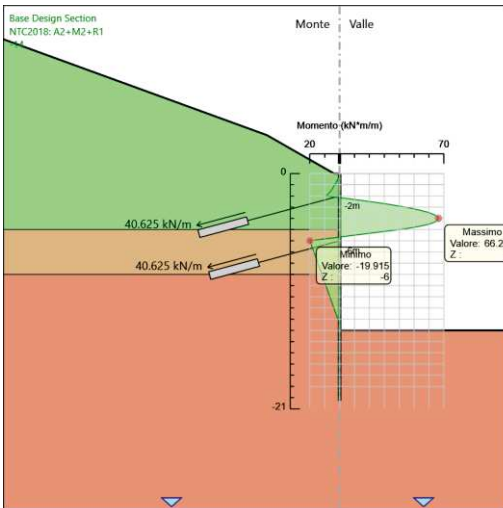 Base Design Section
NTC2018: A2+M2+R1
Monte
Valle
Momento (kN*m/m)
20
70
0
-2m
40.625 kN/m
Massimo
Valore: 66.2
Z :
Minimo
Valore: -19.915
Z :
-6
40.625 kN/m
-21